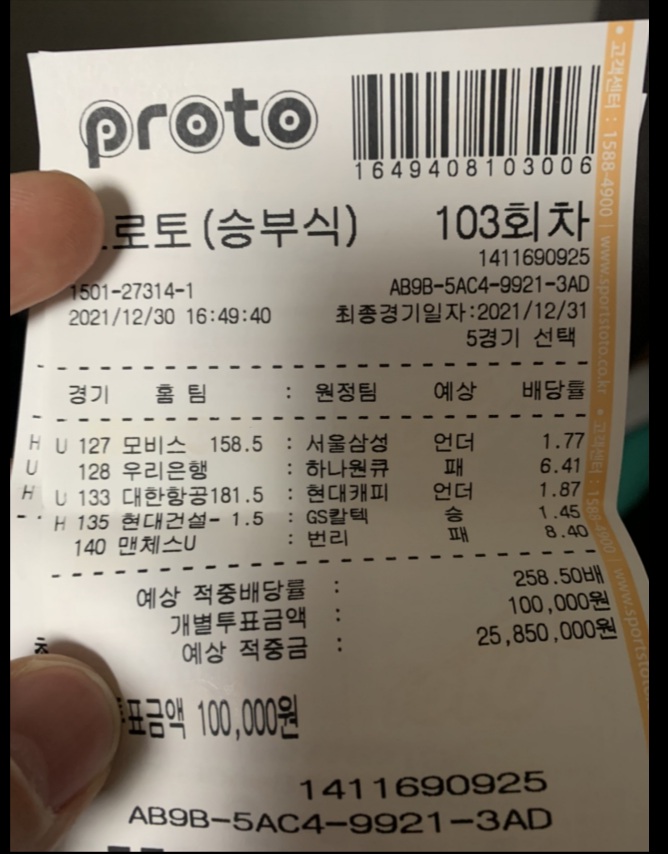 proto
1649408103006
로토(승부식) 103회차
1411690925
1501-27314-1 AB9B-5AC4-9921-3AD
2021/12/30 16:49:40 최종경기일자:2021/12/31
5경기 선택
경기 홈 팀 : 원정팀 예상 배당률
H U 127 모비스 158.5 : 서울삼성 언더 1.77
U 128 우리은행 : 하나원큐 패 6.41
H U 133 대한항공181.5 : 현대캐피 언더 1.87
H 135 현대건설- 1.5 : GS칼텍 승 1.45
140 맨체스U : 번리 패 8.40
예상 적중배당률 : 258.50배
개별투표금액 : 100,000원
예상 적중금 : 25,850,000원
표금액 100,000원
1411690925
AB9B-5AC4-9921-3AD
고객센터 : 1588-4900 | www.sportstoto.co.kr • 고객센터 : 1588-4900 | www.sportstoto